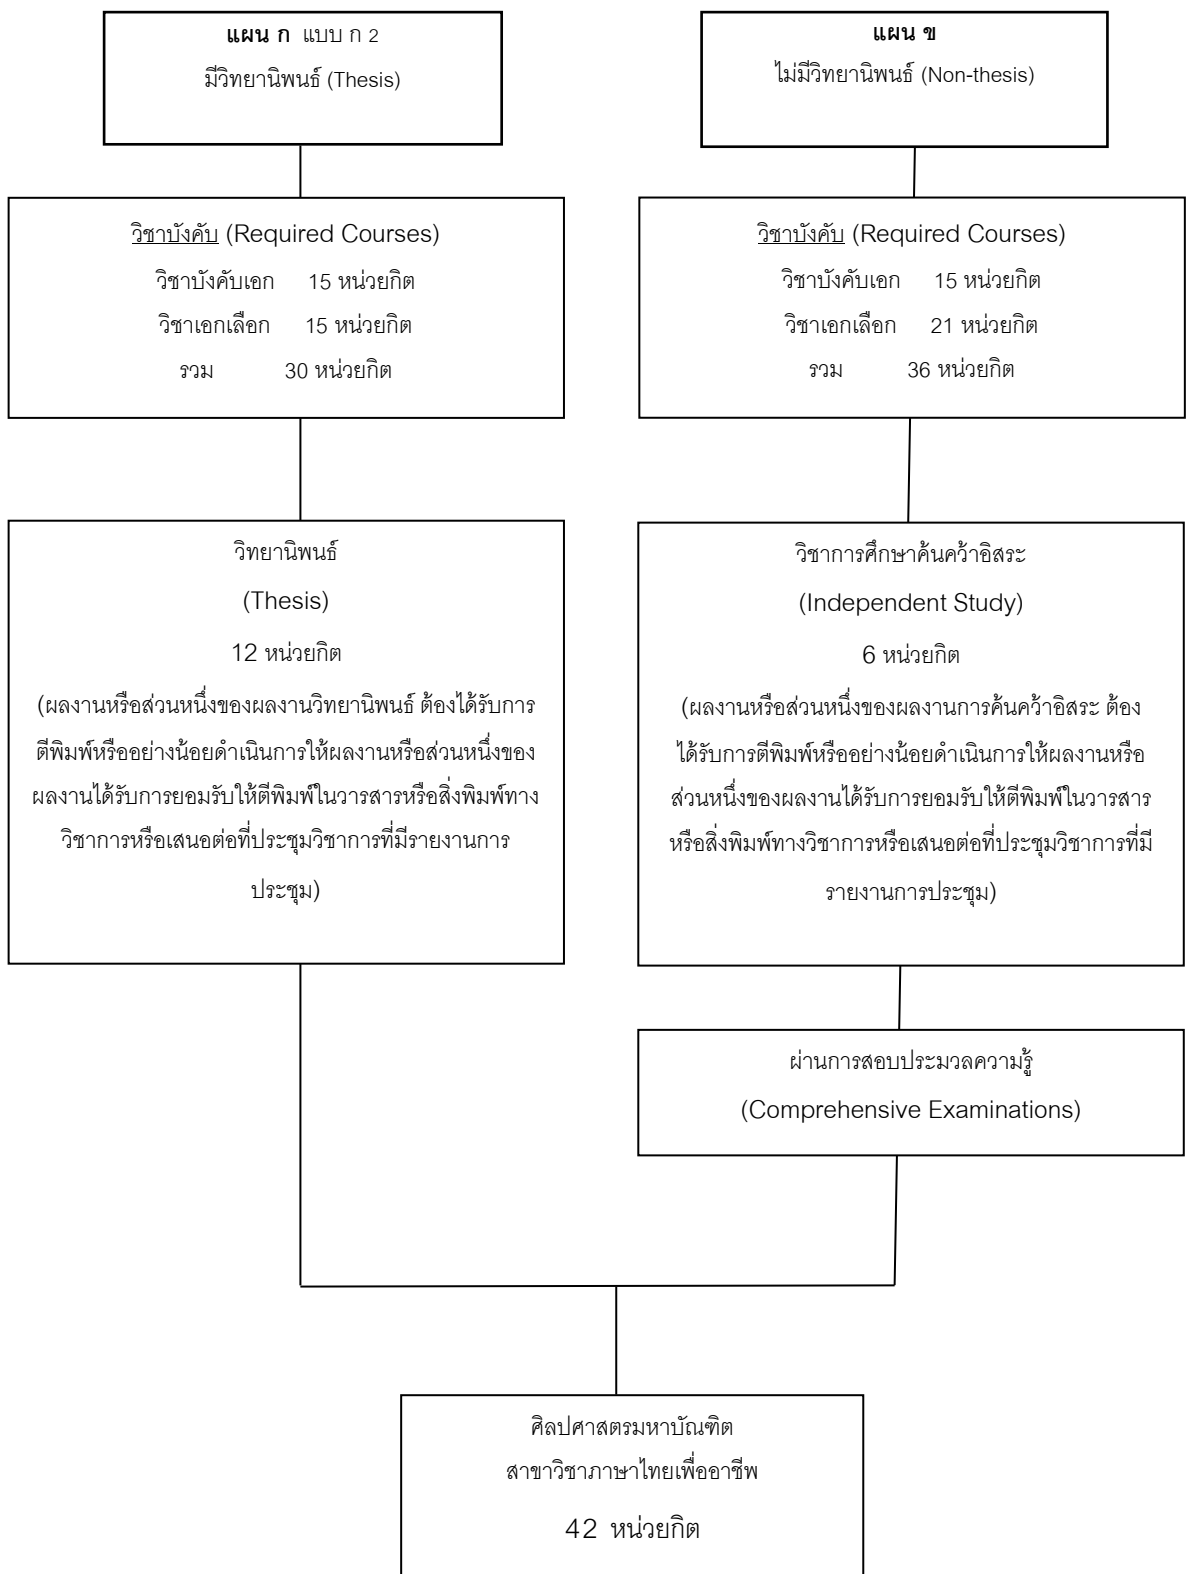 แผน ก แบบ ก 2
มีวิทยานิพนธ์ (Thesis)
วิชาบังคับ (Required Courses)
วิชาบังคับเอก 15 หน่วยกิต
วิชาเอกเลือก 15 หน่วยกิต
รวม 30 หน่วยกิต
วิทยานิพนธ์
(Thesis)
12 หน่วยกิต
(ผลงานหรือส่วนหนึ่งของผลงานวิทยานิพนธ์ ต้องได้รับการ
ตีพิมพ์หรืออย่างน้อยดำเนินการให้ผลงานหรือส่วนหนึ่งของ
ผลงานได้รับการยอมรับให้ตีพิมพ์ในวารสารหรือสิ่งพิมพ์ทาง
วิชาการหรือเสนอต่อที่ประชุมวิชาการที่มีรายงานการ
ประชุม)
แผน ข
ไม่มีวิทยานิพนธ์ (Non-thesis)
วิชาบังคับ (Required Courses)
วิชาบังคับเอก 15 หน่วยกิต
วิชาเอกเลือก 21 หน่วยกิต
รวม 36 หน่วยกิต
วิชาการศึกษาค้นคว้าอิสระ
(Independent Study)
6 หน่วยกิต
(ผลงานหรือส่วนหนึ่งของผลงานการค้นคว้าอิสระ ต้อง
ได้รับการตีพิมพ์หรืออย่างน้อยดำเนินการให้ผลงานหรือ
ส่วนหนึ่งของผลงานได้รับการยอมรับให้ตีพิมพ์ในวารสาร
หรือสิ่งพิมพ์ทางวิชาการหรือเสนอต่อที่ประชุมวิชาการที่มี
รายงานการประชุม)
ผ่านการสอบประมวลความรู้
(Comprehensive Examinations)
ศิลปศาสตรมหาบัณฑิต
สาขาวิชาภาษาไทยเพื่ออาชีพ
42 หน่วยกิต